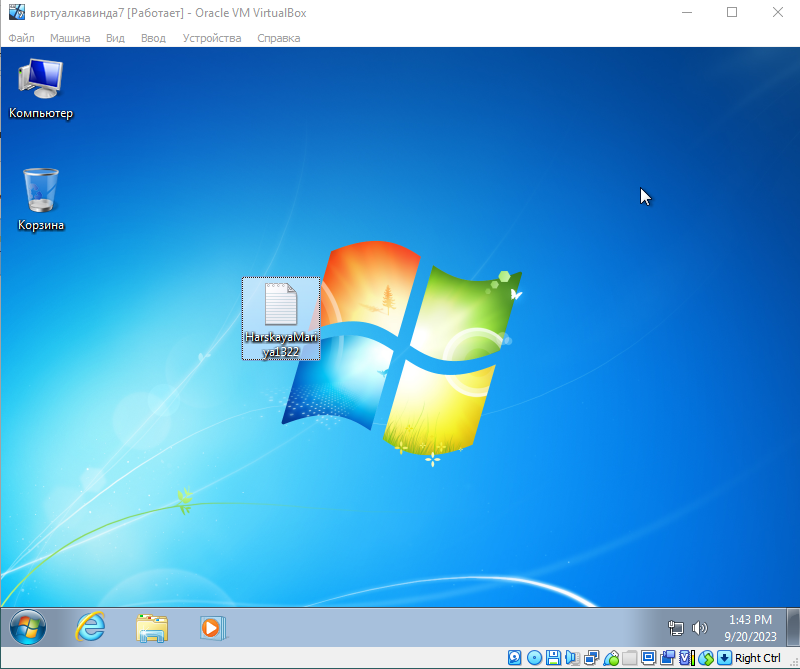 виртуалкавинда7 [Работает] - Oracle VM VirtualBox
Файл Машина Вид Ввод Устройства Справка
Компьютер
Корзина
HarskayaMari
ya1322
1:43 PM
9/20/2023
Right Ctrl